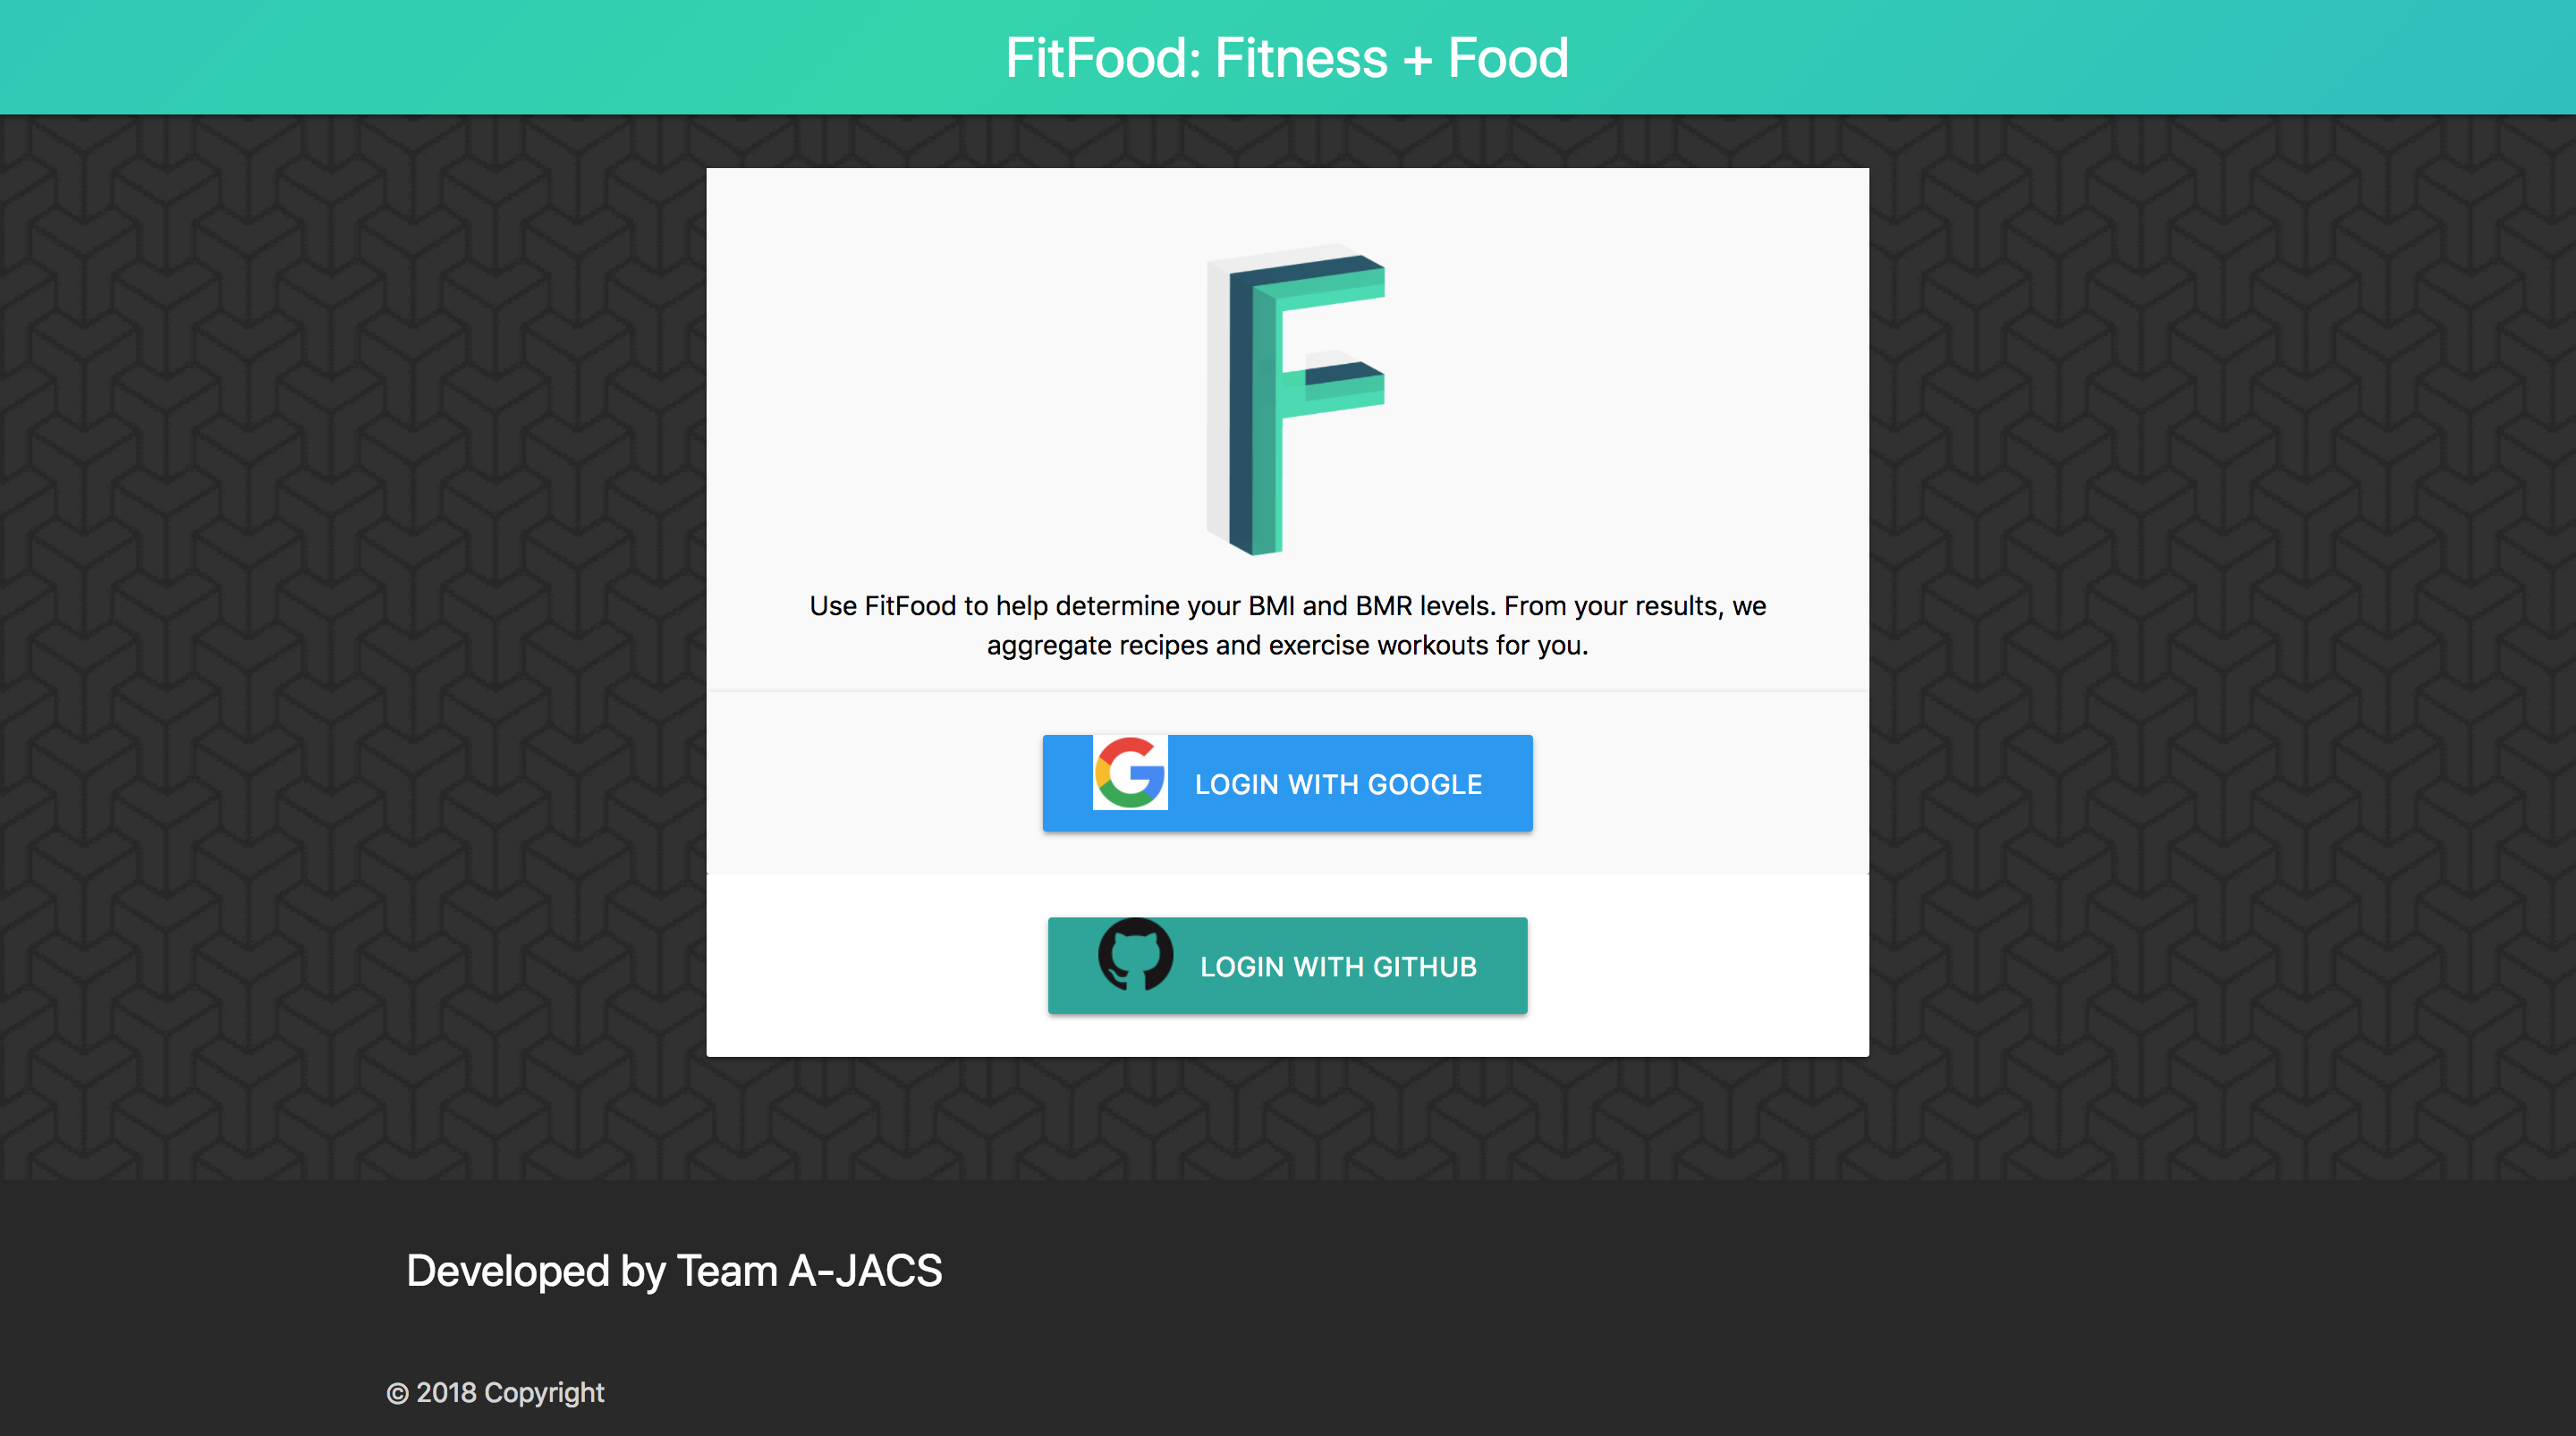 FitFood: Fitness + Food
F
Use FitFood to help determine your BMI and BMR levels. From your results, we
aggregate recipes and exercise workouts for you.
LOGIN WITH GOOGLE
LOGIN WITH GITHUB
Developed by Team A-JACS
© 2018 Copyright